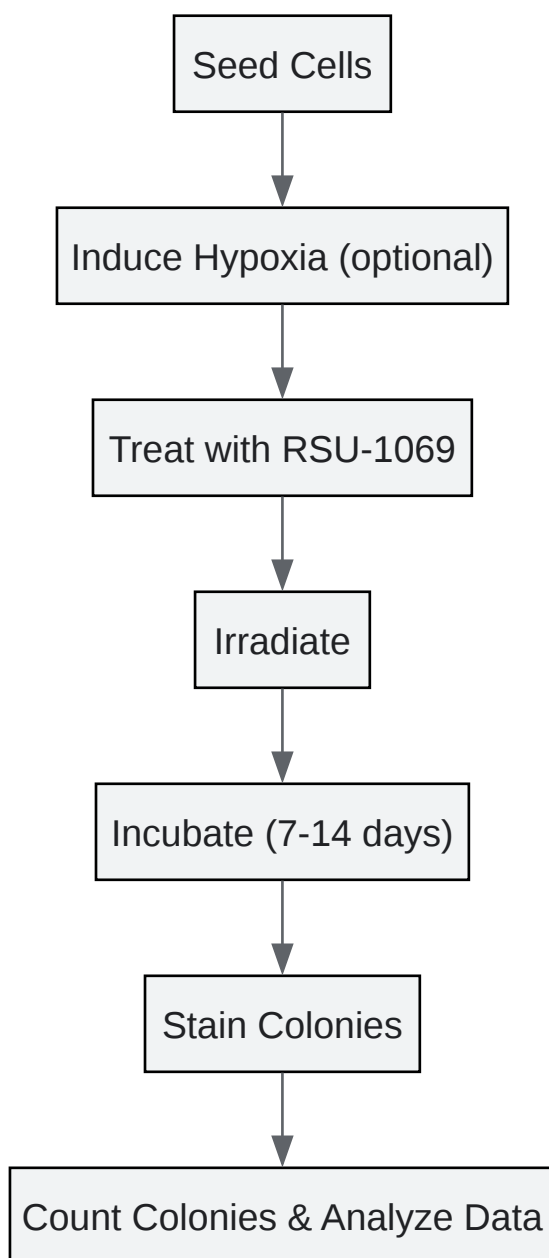 Seed Cells
Induce Hypoxia (optional)
Treat with RSU-1069
Irradiate
Incubate (7-14 days)
Stain Colonies
Count Colonies & Analyze Data